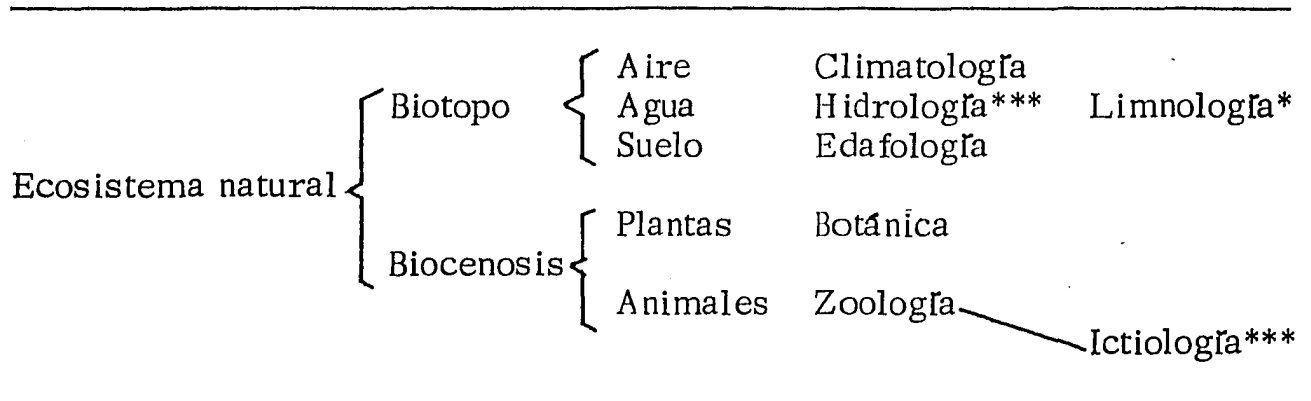 Aire Climatología
Biotopo Agua Hidrología*** Limnología*
Suelo Edafología
Ecosistema natural
Plantas Botánica
Biocenosis
Animales Zoología
Ictiología***